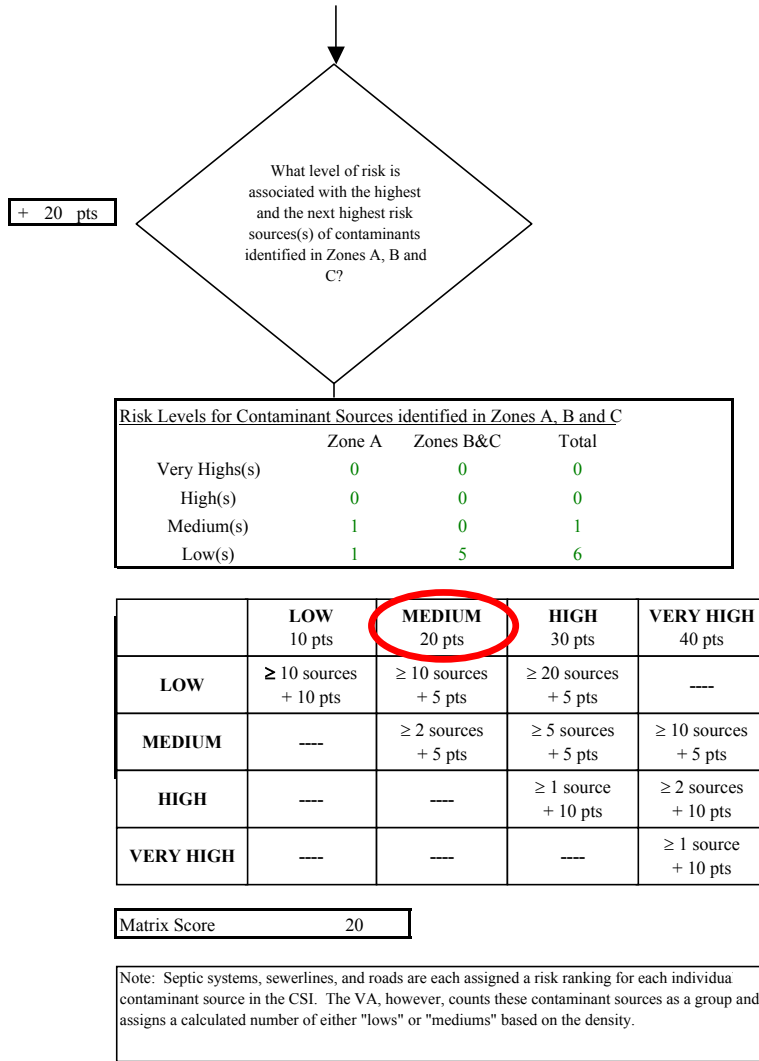 What level of risk is
associated with the highest
and the next highest risk
sources(s) of contaminants
identified in Zones A, B and
C?
+ 20 pts
Risk Levels for Contaminant Sources identified in Zones A, B and C
Zone A Zones B&C Total
Very Highs(s) 0 0 0
High(s) 0 0 0
Medium(s) 1 0 1
Low(s) 1 5 6
LOW MEDIUM HIGH VERY HIGH
10 pts 20 pts 30 pts 40 pts
LOW ≥ 10 sources + 10 pts ≥ 10 sources + 5 pts ≥ 20 sources + 5 pts ----
MEDIUM ---- ≥ 2 sources + 5 pts ≥ 5 sources + 5 pts ≥ 10 sources + 5 pts
HIGH ---- ---- ≥ 1 source + 10 pts ≥ 2 sources + 10 pts
VERY HIGH ---- ---- ---- ≥ 1 source + 10 pts
Matrix Score 20
Note: Septic systems, sewerlines, and roads are each assigned a risk ranking for each individua
contaminant source in the CSI. The VA, however, counts these contaminant sources as a group and
assigns a calculated number of either "lows" or "mediums" based on the density.